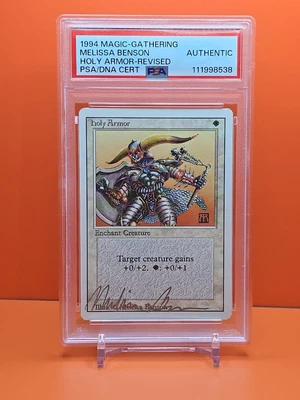 1994 MAGIC-GATHERING
MELISSA BENSON
AUTHENTIC
HOLY ARMOR-REVISED
PSA/DNA CERT
PSA
111998538
Holy Armor
Enchant Creature
Target creature gains
+0/+2. : +0/+1